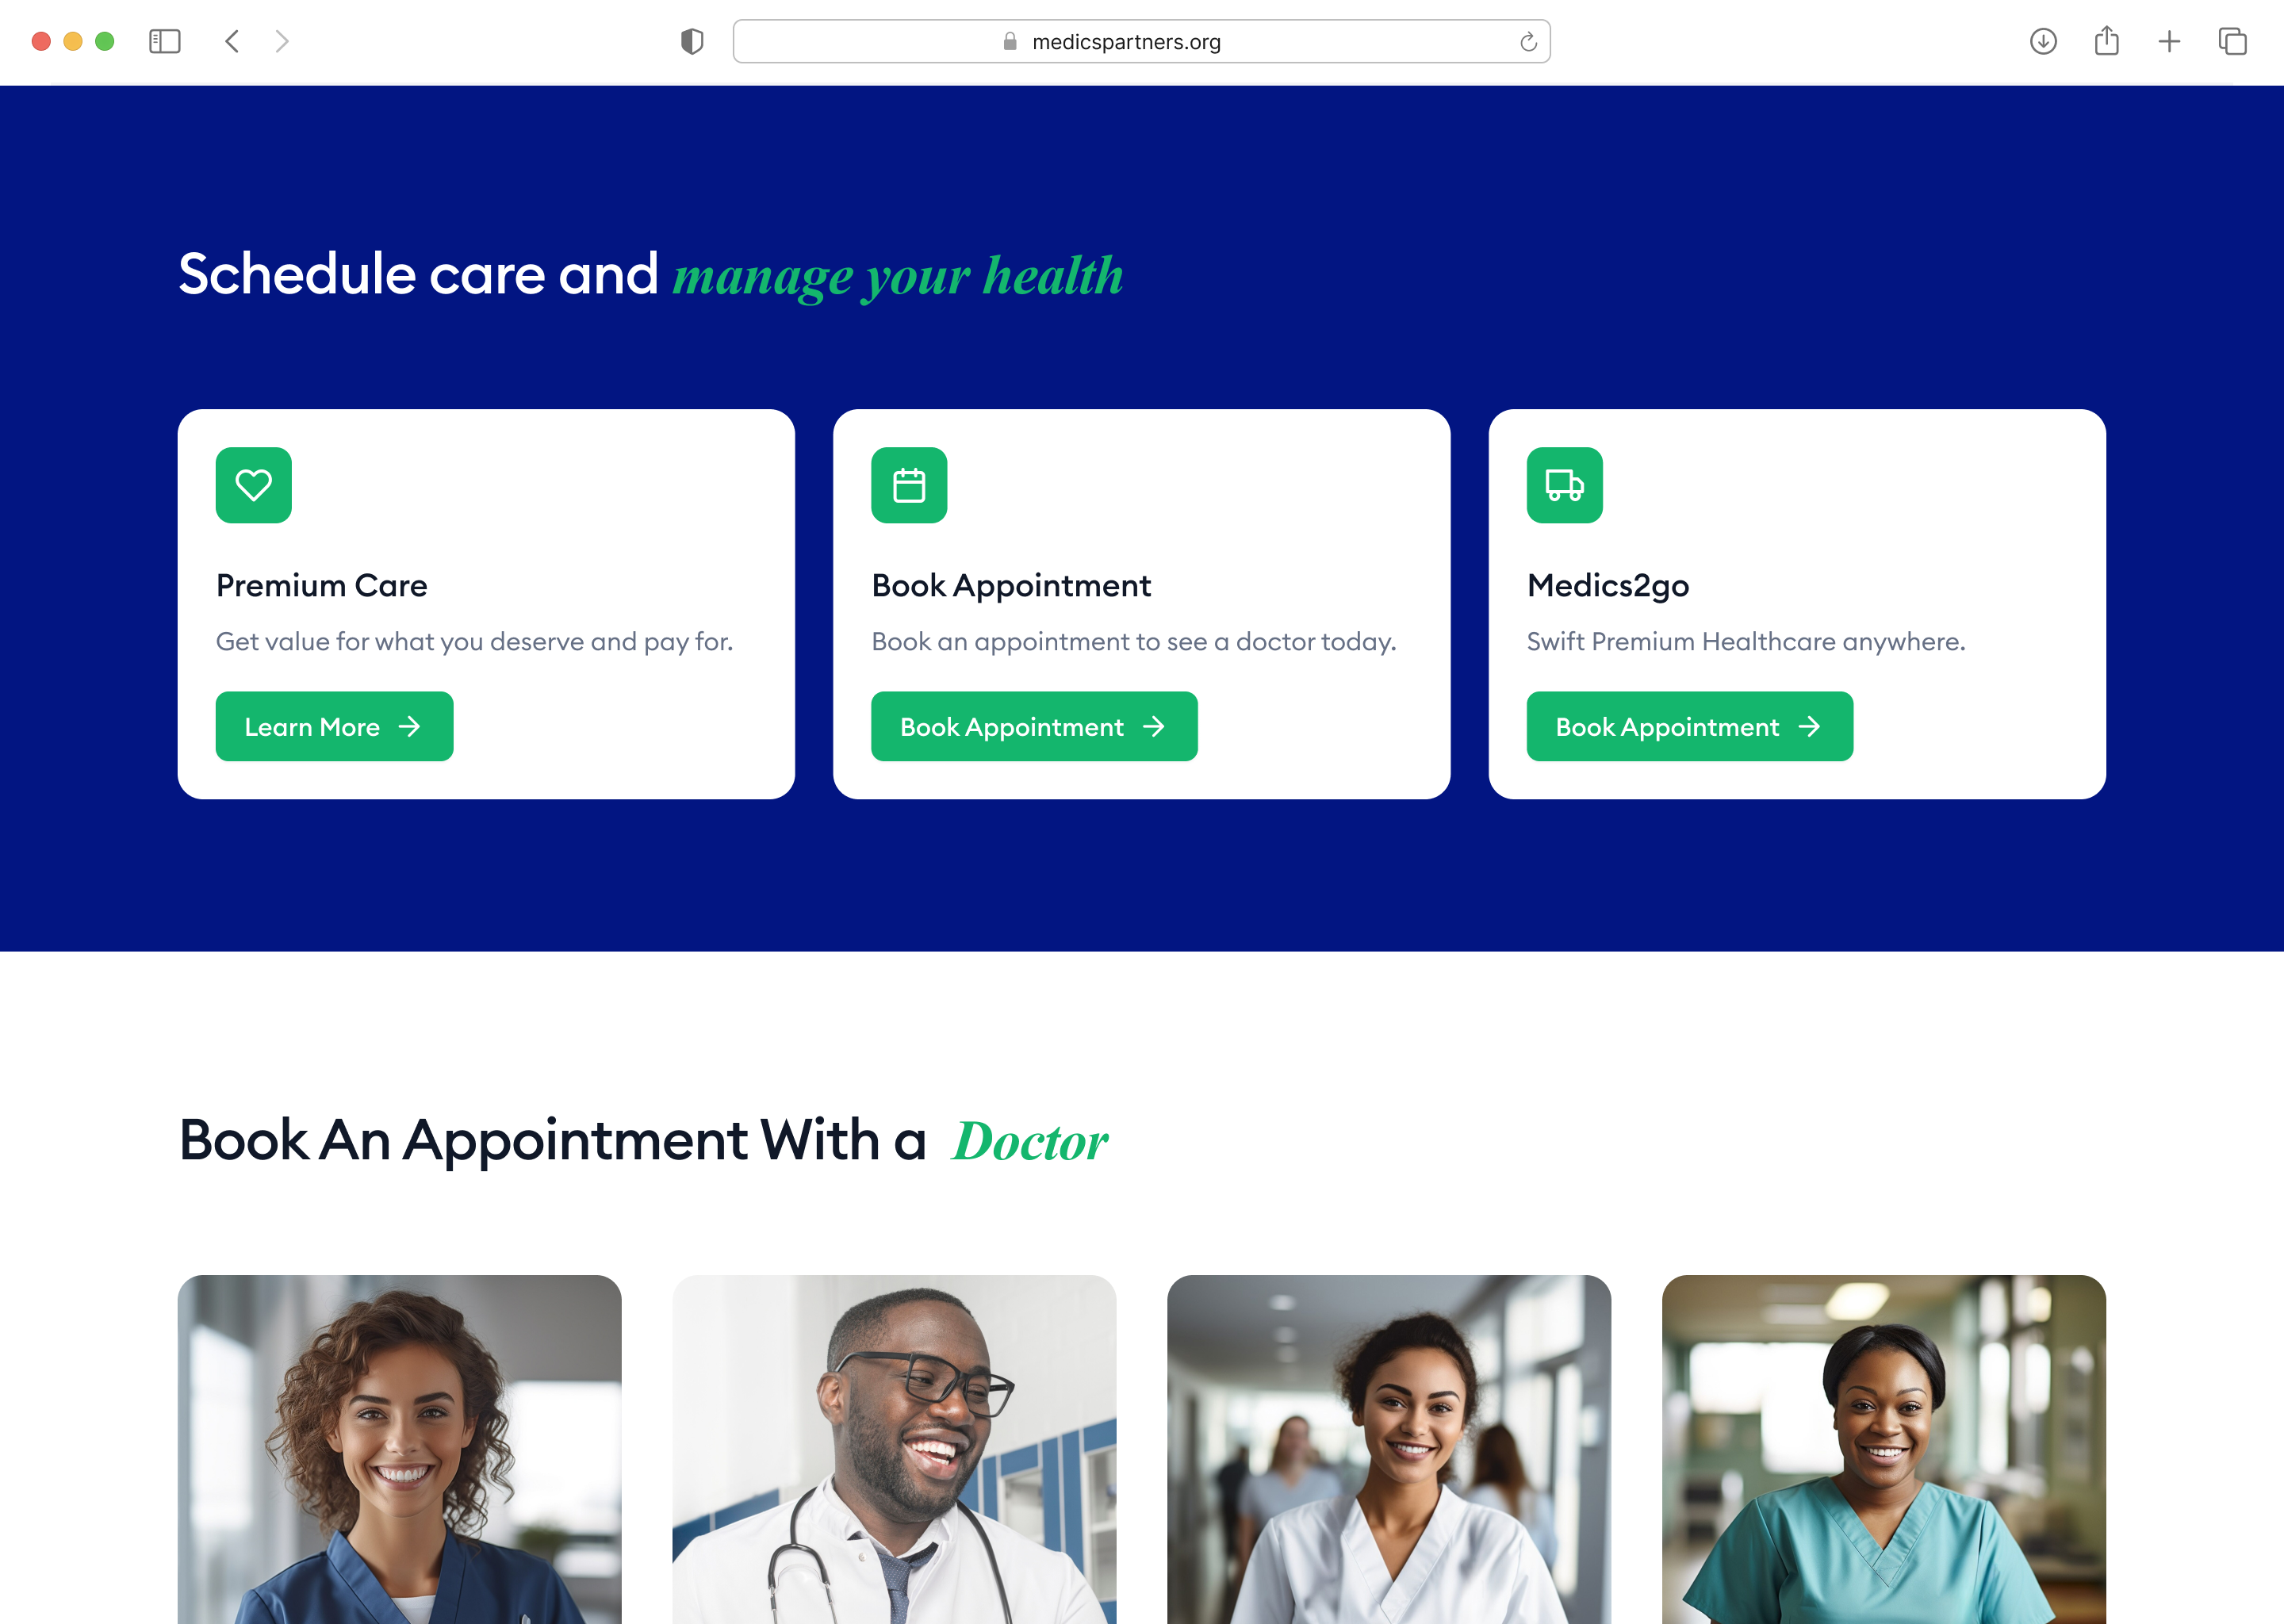 medicspartners.org
Schedule care and manage your health
Premium Care
Get value for what you deserve and pay for.
Learn More
Book Appointment
Book an appointment to see a doctor today.
Book Appointment
Medics2go
Swift Premium Healthcare anywhere.
Book Appointment
Book An Appointment With a Doctor